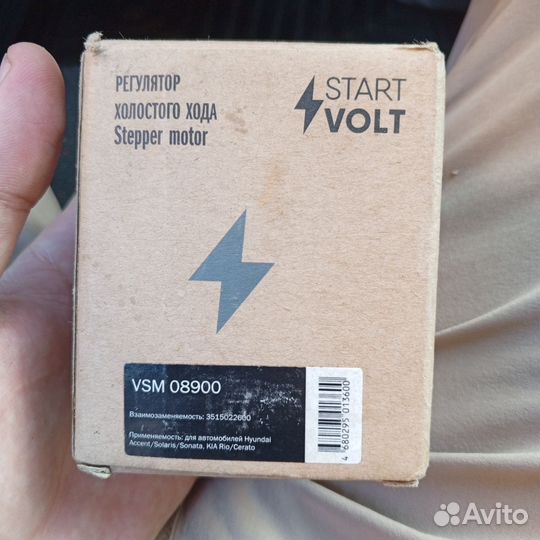 РЕГУЛЯТОР
ХОЛОСТОГО ХОДА
Stepper motor
START
VOLT
VSM 08900
Взаимозаменяемость: 3515022600
Применяемость: для автомобилей Hyundai
Accent/Solaris/Sonata, KIA Rio/Cerato
4 680295 013600
Avito